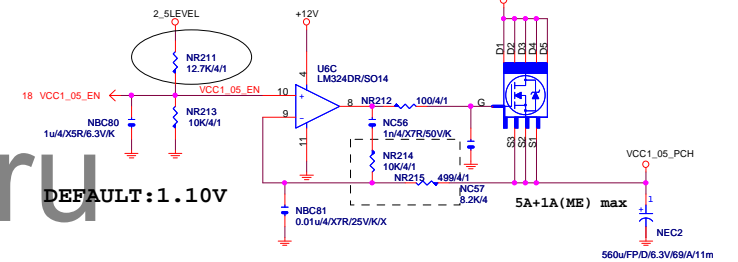 2_5LEVEL
+12V
NR211
12.7K/4/1
U6C
LM324DR/SO14
D1
D2
D3
D4
D5
4
18 VCC1_05_EN
VCC1_05_EN
10
+
9
−
8
NR212
100/4/1
G
11
NBC80
1u/4/X5R/6.3V/K
NR213
10K/4/1
NC56
1n/4/X7R/50V/K
S3
S2
S1
NR214
10K/4/1
NR215
499/4/1
NC57
8.2K/4
VCC1_05_PCH
ru
DEFAULT:1.10V
NBC81
0.01u/4/X7R/25V/K/X
5A+1A(ME) max
+
1
NEC2
560u/FP/D/6.3V/69/A/11m